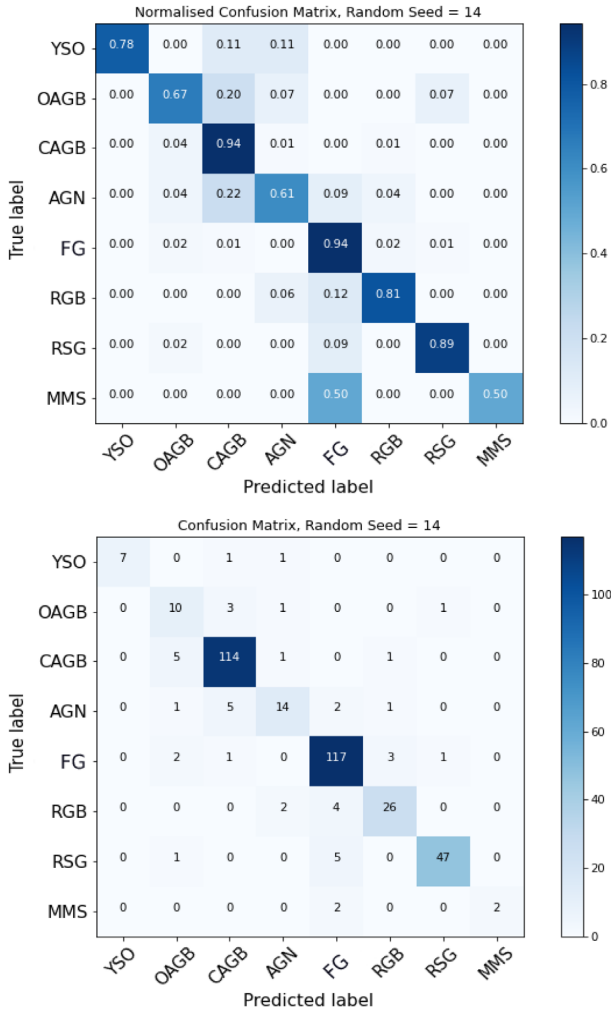 Normalised Confusion Matrix, Random Seed = 14
YSO 0.78 0.00 0.11 0.11 0.00 0.00 0.00 0.00
OAGB 0.00 0.67 0.20 0.07 0.00 0.00 0.07 0.00
CAGB 0.00 0.04 0.94 0.01 0.00 0.01 0.00 0.00
AGN 0.00 0.04 0.22 0.61 0.09 0.04 0.00 0.00
FG 0.00 0.02 0.01 0.00 0.94 0.02 0.01 0.00
RGB 0.00 0.00 0.00 0.06 0.12 0.81 0.00 0.00
RSG 0.00 0.02 0.00 0.00 0.09 0.00 0.89 0.00
MMS 0.00 0.00 0.00 0.00 0.50 0.00 0.00 0.50
True label
YSO OAGB CAGB AGN FG RGB RSG MMS
Predicted label
0.8
0.6
0.4
0.2
0.0
Confusion Matrix, Random Seed = 14
YSO 7 0 1 1 0 0 0 0
OAGB 0 10 3 1 0 0 1 0
CAGB 0 5 114 1 0 1 0 0
AGN 0 1 5 14 2 1 0 0
FG 0 2 1 0 117 3 1 0
RGB 0 0 0 2 4 26 0 0
RSG 0 1 0 0 5 0 47 0
MMS 0 0 0 0 2 0 0 2
True label
YSO OAGB CAGB AGN FG RGB RSG MMS
Predicted label
100
80
60
40
20
0